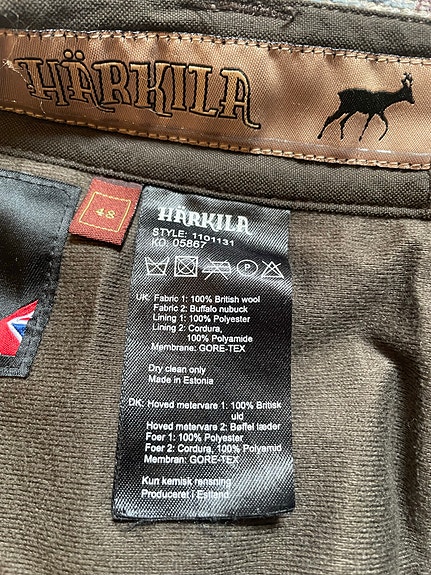 HÄRKILA
48
HÄRKILA
STYLE: 1101131
KO. 05867
P
UK: Fabric 1: 100% British wool
Fabric 2: Buffalo nubuck
Lining 1: 100% Polyester
Lining 2: Cordura,
100% Polyamide
Membrane: GORE-TEX
Dry clean only
Made in Estonia
DK: Hoved metervare 1: 100% Britisk
uld
Hoved metervare 2: Bøffel læder
Foer 1: 100% Polyester
Foer 2: Cordura, 100% Polyamid
Membran: GORE-TEX
Kun kemisk rensning
Produceret i Estland